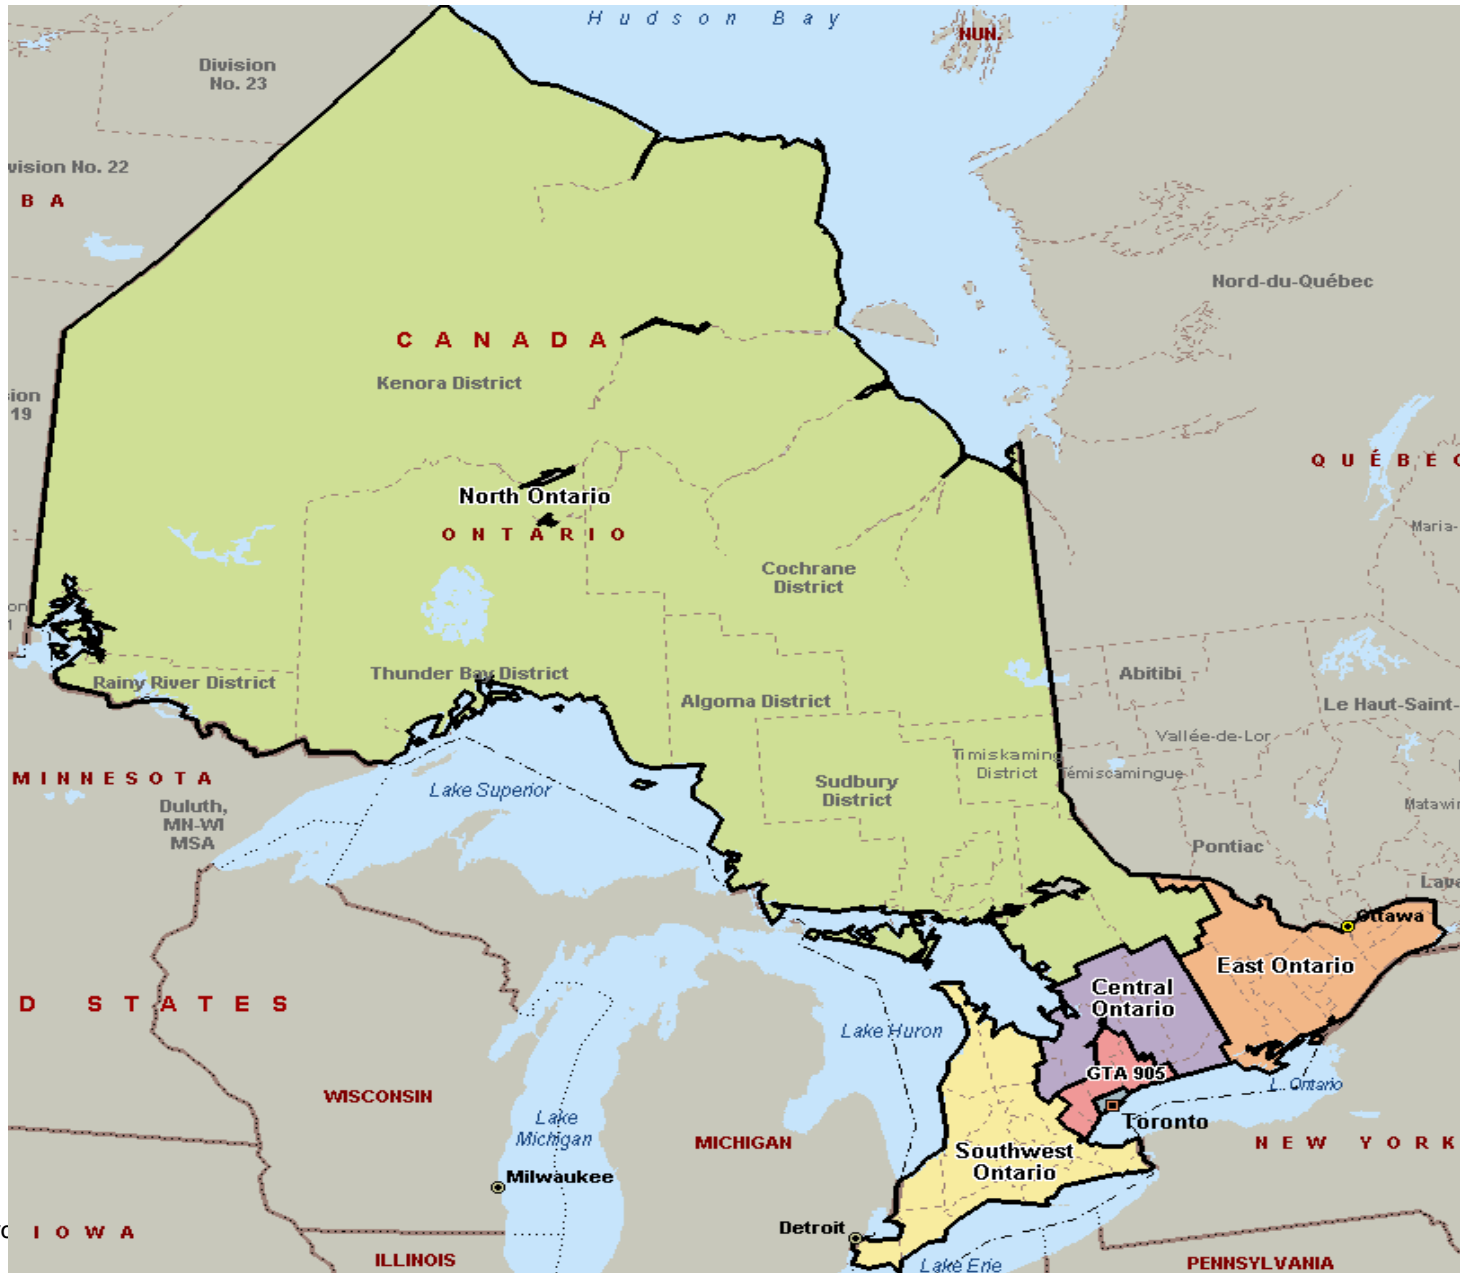 Hudson Bay
NUN.
Division
No. 23
vision No. 22
BA
Nord-du-Québec
CANADA
Kenora District
ion
19
QUÉBEC
North Ontario
ONTARIO
Maria-
Cochrane
District
on
1
Rainy River District
Thunder Bay District
Algoma District
Abitibi
Le Haut-Saint-
Vallée-de-Lor
Timiskaming
District
Témiscamingue
MINNESOTA
Lake Superior
Sudbury
District
Duluth,
MN-WI
MSA
Matawin
Pontiac
Lava
Ottawa
East Ontario
Central
Ontario
D STATES
Lake Huron
GTA 905
L. Ontario
WISCONSIN
Lake
Michigan
Toronto
MICHIGAN
NEW YORK
Southwest
Ontario
Milwaukee
IOWA
Detroit
ILLINOIS
Lake Erie
PENNSYLVANIA